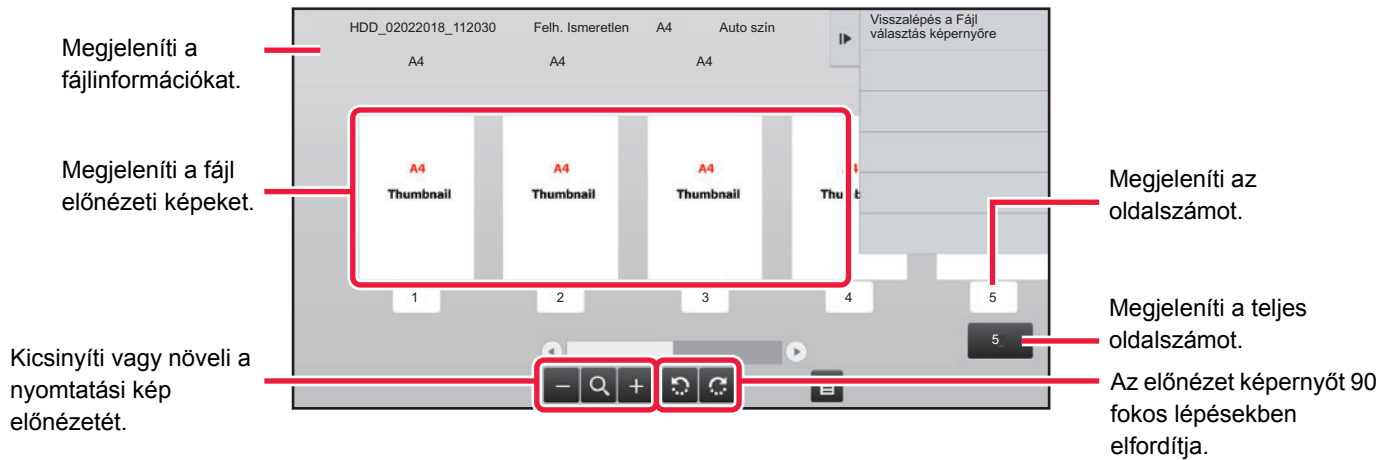 HDD_02022018_112030 Felh. Ismeretlen A4 Auto szín
Visszalépés a Fájl
választás képernyőre
A4 A4 A4
Megjeleníti a
fájlinformációkat.
Megjeleníti a fájl
előnézeti képeket.
A4 A4 A4
Thumbnail Thumbnail Thumbnail
1 2 3 4 5
Megjeleníti az
oldalszámot.
5
Megjeleníti a teljes
oldalszámot.
Kicsinyíti vagy növeli a
nyomtatási kép
előnézetét.
Az előnézet képernyőt 90
fokos lépésekben
elfordítja.